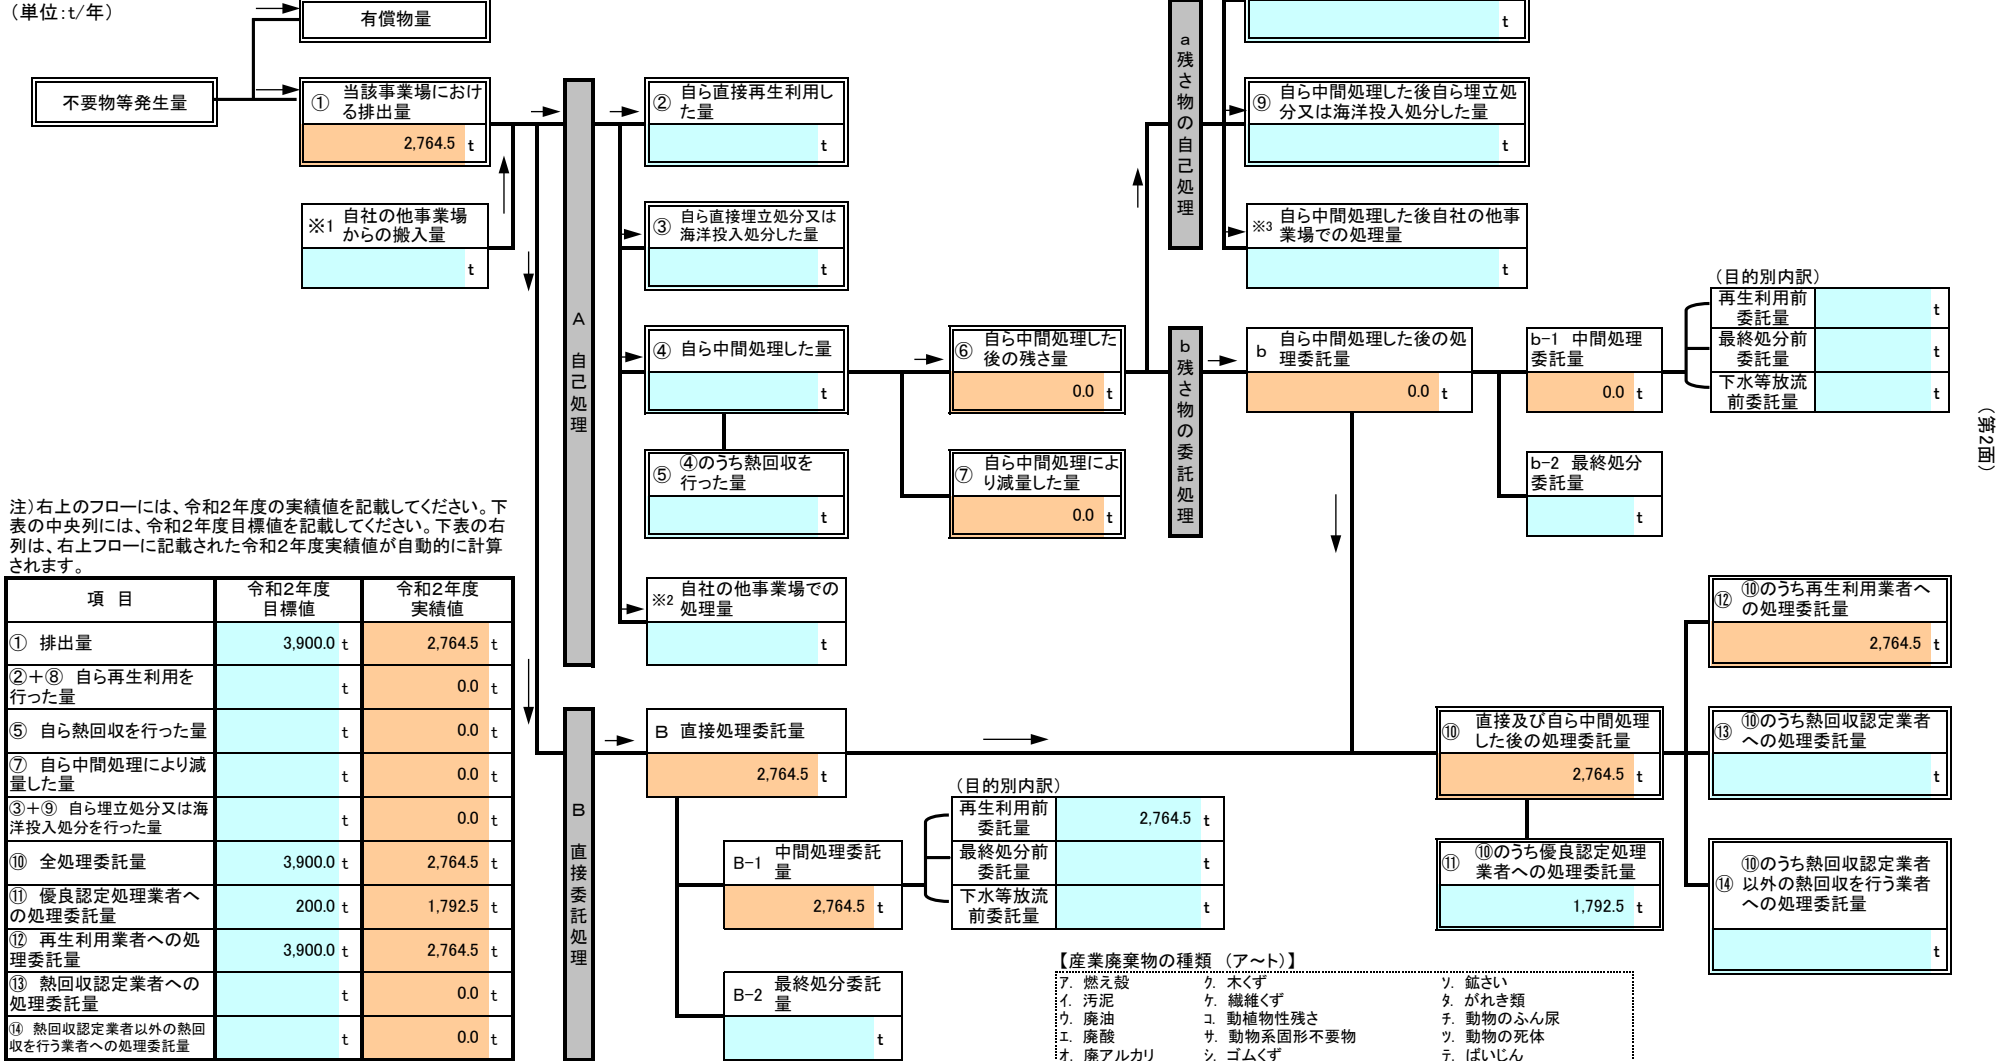 （単位：t/年）
有償物量
t
不要物等発生量
① 当該事業場におけ
る排出量
2,764.5 t
※1 自社の他事業場
からの搬入量
t
A 自己処理
② 自ら直接再生利用し
た量
t
③ 自ら直接埋立処分又は
海洋投入処分した量
t
④ 自ら中間処理した量
t
⑤ ④のうち熱回収を
行った量
t
※2 自社の他事業場での
処理量
t
⑥ 自ら中間処理した
後の残さ量
0.0 t
⑦ 自ら中間処理によ
り減量した量
0.0 t
a 残さ物の自己処理
⑨ 自ら中間処理した後自ら埋立処
分又は海洋投入処分した量
t
※3 自ら中間処理した後自社の他事
業場での処理量
t
b 残さ物の委託処理
b 自ら中間処理した後の処
理委託量
0.0 t
b-1 中間処理
委託量
0.0 t
b-2 最終処分
委託量
t
（目的別内訳）
再生利用前
委託量
t
最終処分前
委託量
t
下水等放流
前委託量
t
（第2面）
注）右上のフローには、令和２年度の実績値を記載してください。下
表の中央列には、令和２年度目標値を記載してください。下表の右
列は、右上フローに記載された令和２年度実績値が自動的に計算
されます。
項 目
令和２年度
目標値
令和２年度
実績値
① 排出量
3,900.0 t 2,764.5 t
②＋⑧ 自ら再生利用を
行った量
t 0.0 t
⑤ 自ら熱回収を行った量
t 0.0 t
⑦ 自ら中間処理により減
量した量
t 0.0 t
③＋⑨ 自ら埋立処分又は海
洋投入処分を行った量
t 0.0 t
⑩ 全処理委託量
3,900.0 t 2,764.5 t
⑪ 優良認定処理業者へ
の処理委託量
200.0 t 1,792.5 t
⑫ 再生利用業者への処
理委託量
3,900.0 t 2,764.5 t
⑬ 熱回収認定業者への
処理委託量
t 0.0 t
⑭ 熱回収認定業者以外の熱回
収を行う業者への処理委託量
t 0.0 t
B 直接委託処理
B 直接処理委託量
2,764.5 t
B-1 中間処理委託
量
2,764.5 t
B-2 最終処分委託
量
t
（目的別内訳）
再生利用前
委託量
2,764.5 t
最終処分前
委託量
t
下水等放流
前委託量
t
⑩ 直接及び自ら中間処理
した後の処理委託量
2,764.5 t
⑪ ⑩のうち優良認定処理
業者への処理委託量
1,792.5 t
⑫ ⑩のうち再生利用業者へ
の処理委託量
2,764.5 t
⑬ ⑩のうち熱回収認定業者
への処理委託量
t
⑭ ⑩のうち熱回収認定業者
以外の熱回収を行う業者
への処理委託量
t
【産業廃棄物の種類 （ア～ト）】
ア. 燃え殻 ク. 木くず ソ. 鉱さい
イ. 汚泥 ケ. 繊維くず タ. がれき類
ウ. 廃油 コ. 動植物性残さ チ. 動物のふん尿
エ. 廃酸 サ. 動物系固形不要物 ツ. 動物の死体
オ. 廃アルカリ シ. ゴムくず テ. ばいじん